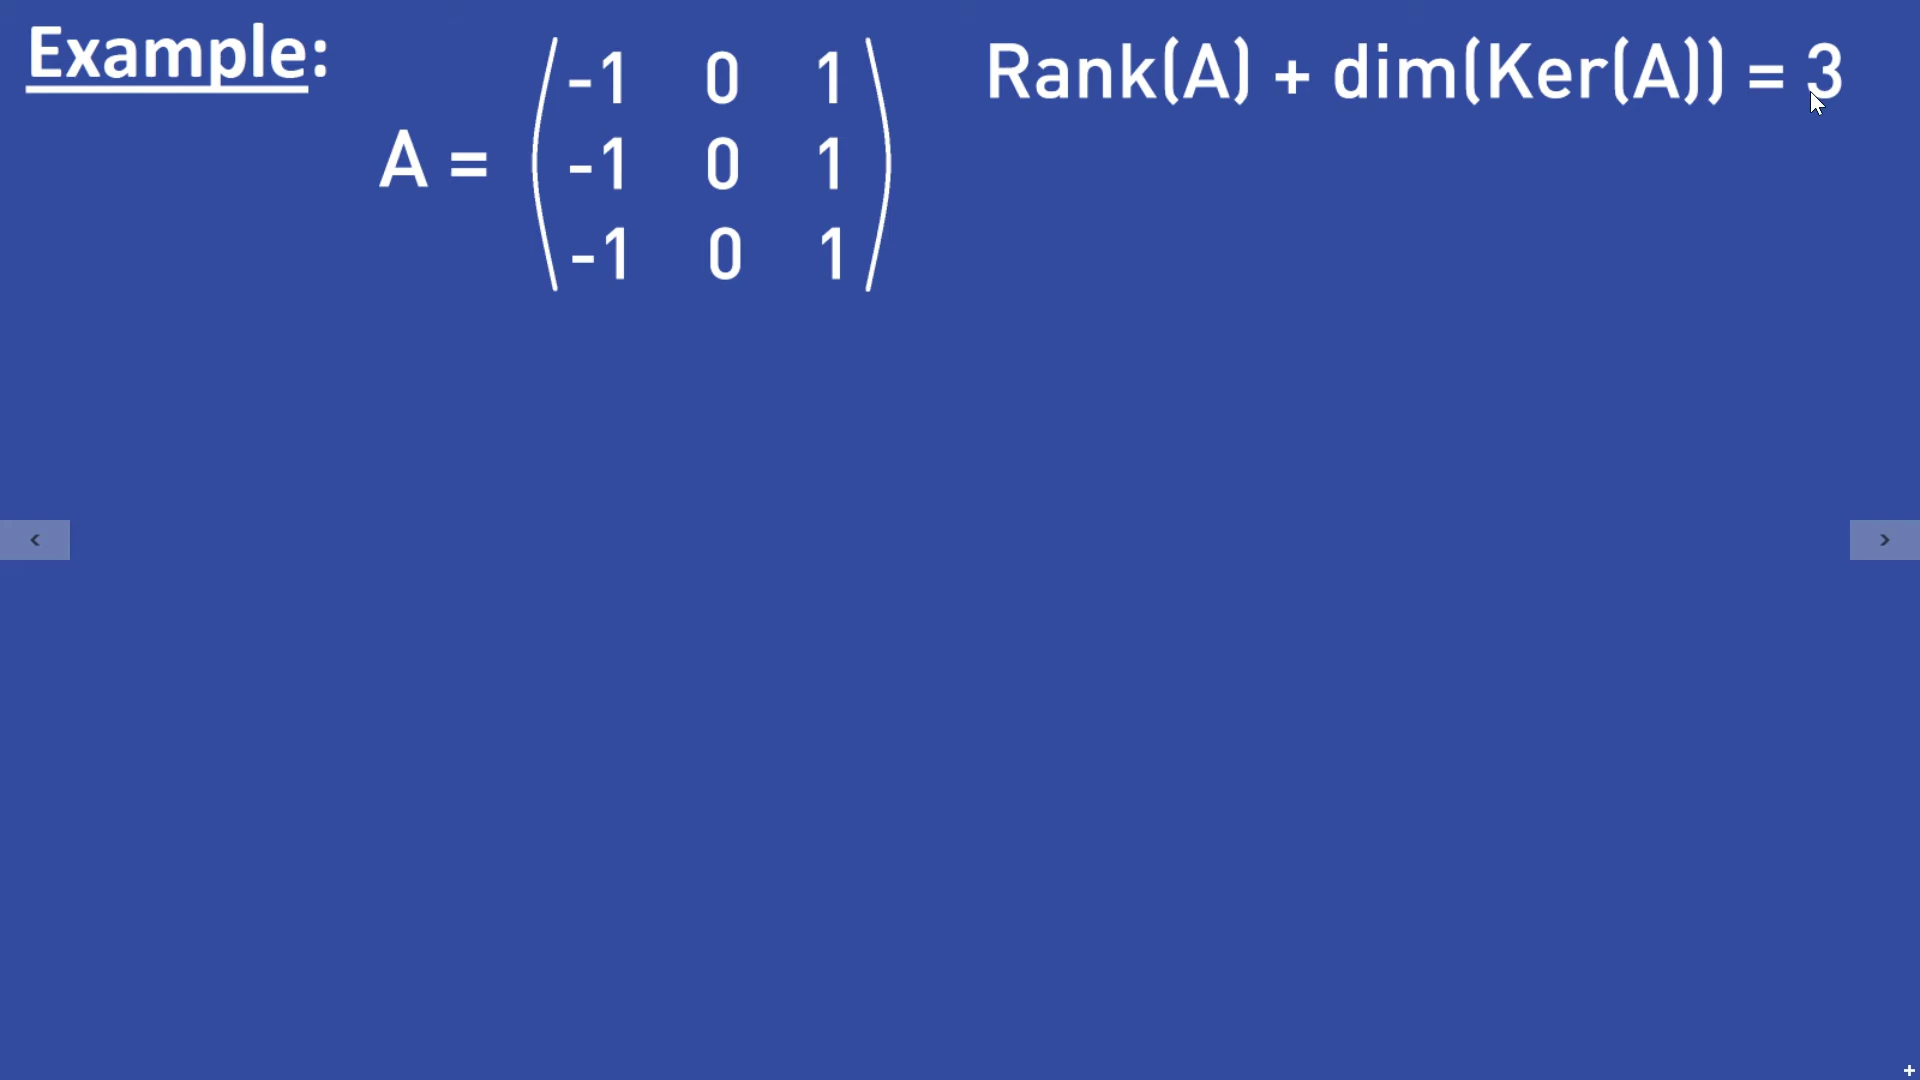 Example:
A = 
-1 0 1
-1 0 1
-1 0 1
Rank(A) + dim(Ker(A)) = 3